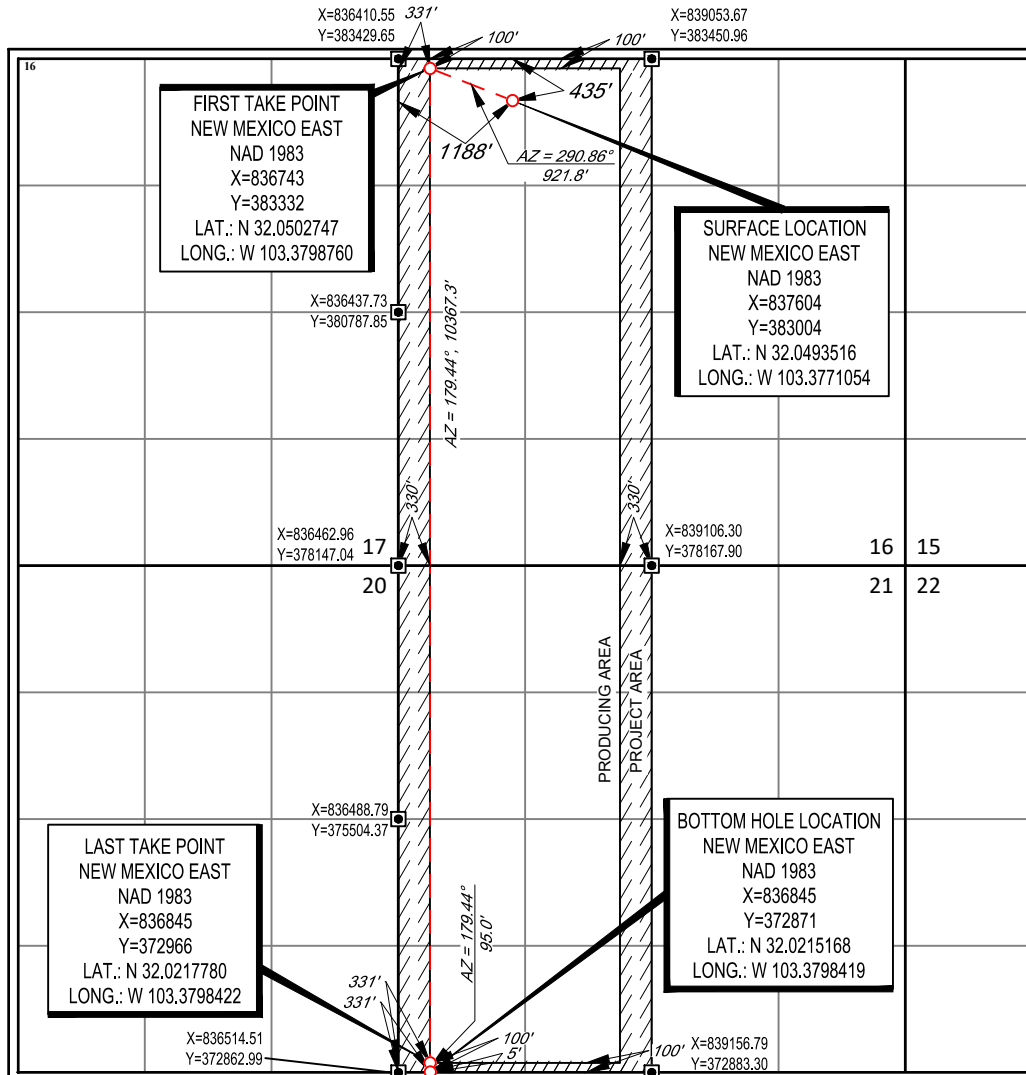 X=836410.55
Y=383429.65
331'
100'
100'
X=839053.67
Y=383450.96
16
FIRST TAKE POINT
NEW MEXICO EAST
NAD 1983
X=836743
Y=383332
LAT.: N 32.0502747
LONG.: W 103.3798760
435'
1188'
AZ = 290.86°
921.8'
SURFACE LOCATION
NEW MEXICO EAST
NAD 1983
X=837604
Y=383004
LAT.: N 32.0493516
LONG.: W 103.3771054
X=836437.73
Y=380787.85
AZ = 179.44°, 10367.3'
330'
330'
X=836462.96
Y=378147.04
17
20
X=839106.30
Y=378167.90
16
15
21
22
PRODUCING AREA
PROJECT AREA
X=836488.79
Y=375504.37
LAST TAKE POINT
NEW MEXICO EAST
NAD 1983
X=836845
Y=372966
LAT.: N 32.0217780
LONG.: W 103.3798422
AZ = 179.44°
95.0'
BOTTOM HOLE LOCATION
NEW MEXICO EAST
NAD 1983
X=836845
Y=372871
LAT.: N 32.0215168
LONG.: W 103.3798419
331'
331'
X=836514.51
Y=372862.99
100'
5'
100'
X=839156.79
Y=372883.30